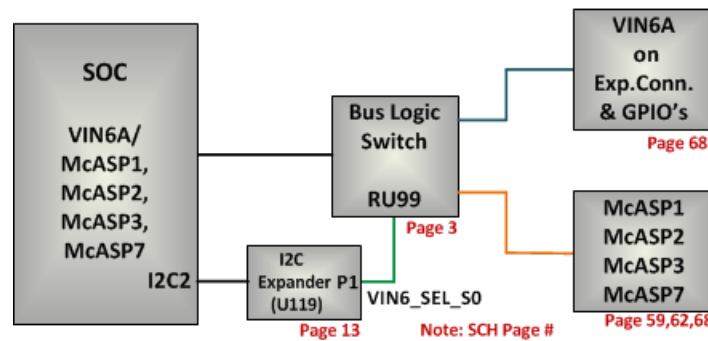 SOC
VIN6A/
McASP1,
McASP2,
McASP3,
McASP7
I2C2
I2C
Expander P1
(U119)
Page 13
Bus Logic
Switch
RU99
Page 3
VIN6_SEL_S0
Note: SCH Page #
VIN6A
on
Exp.Conn.
& GPIO's
Page 68
McASP1
McASP2
McASP3
McASP7
Page 59,62,68